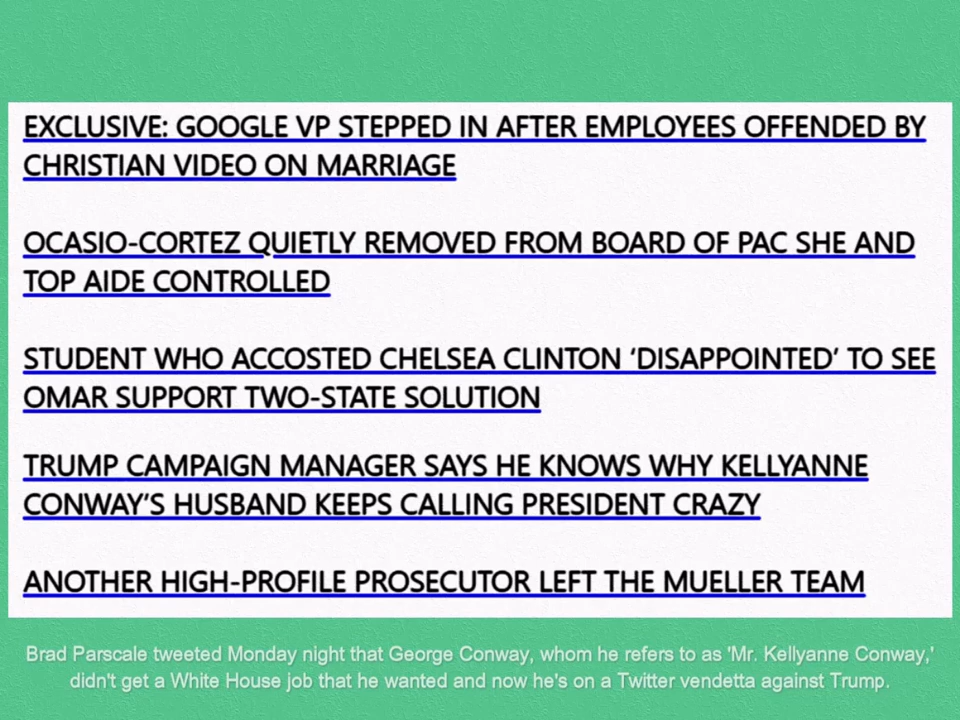 EXCLUSIVE: GOOGLE VP STEPPED IN AFTER EMPLOYEES OFFENDED BY
CHRISTIAN VIDEO ON MARRIAGE
OCASIO-CORTEZ QUIETLY REMOVED FROM BOARD OF PAC SHE AND
TOP AIDE CONTROLLED
STUDENT WHO ACCOSTED CHELSEA CLINTON ‘DISAPPOINTED’ TO SEE
OMAR SUPPORT TWO-STATE SOLUTION
TRUMP CAMPAIGN MANAGER SAYS HE KNOWS WHY KELLYANNE
CONWAY’S HUSBAND KEEPS CALLING PRESIDENT CRAZY
ANOTHER HIGH-PROFILE PROSECUTOR LEFT THE MUELLER TEAM
Brad Parscale tweeted Monday night that George Conway, whom he refers to as 'Mr. Kellyanne Conway,'
didn't get a White House job that he wanted and now he's on a Twitter vendetta against Trump.